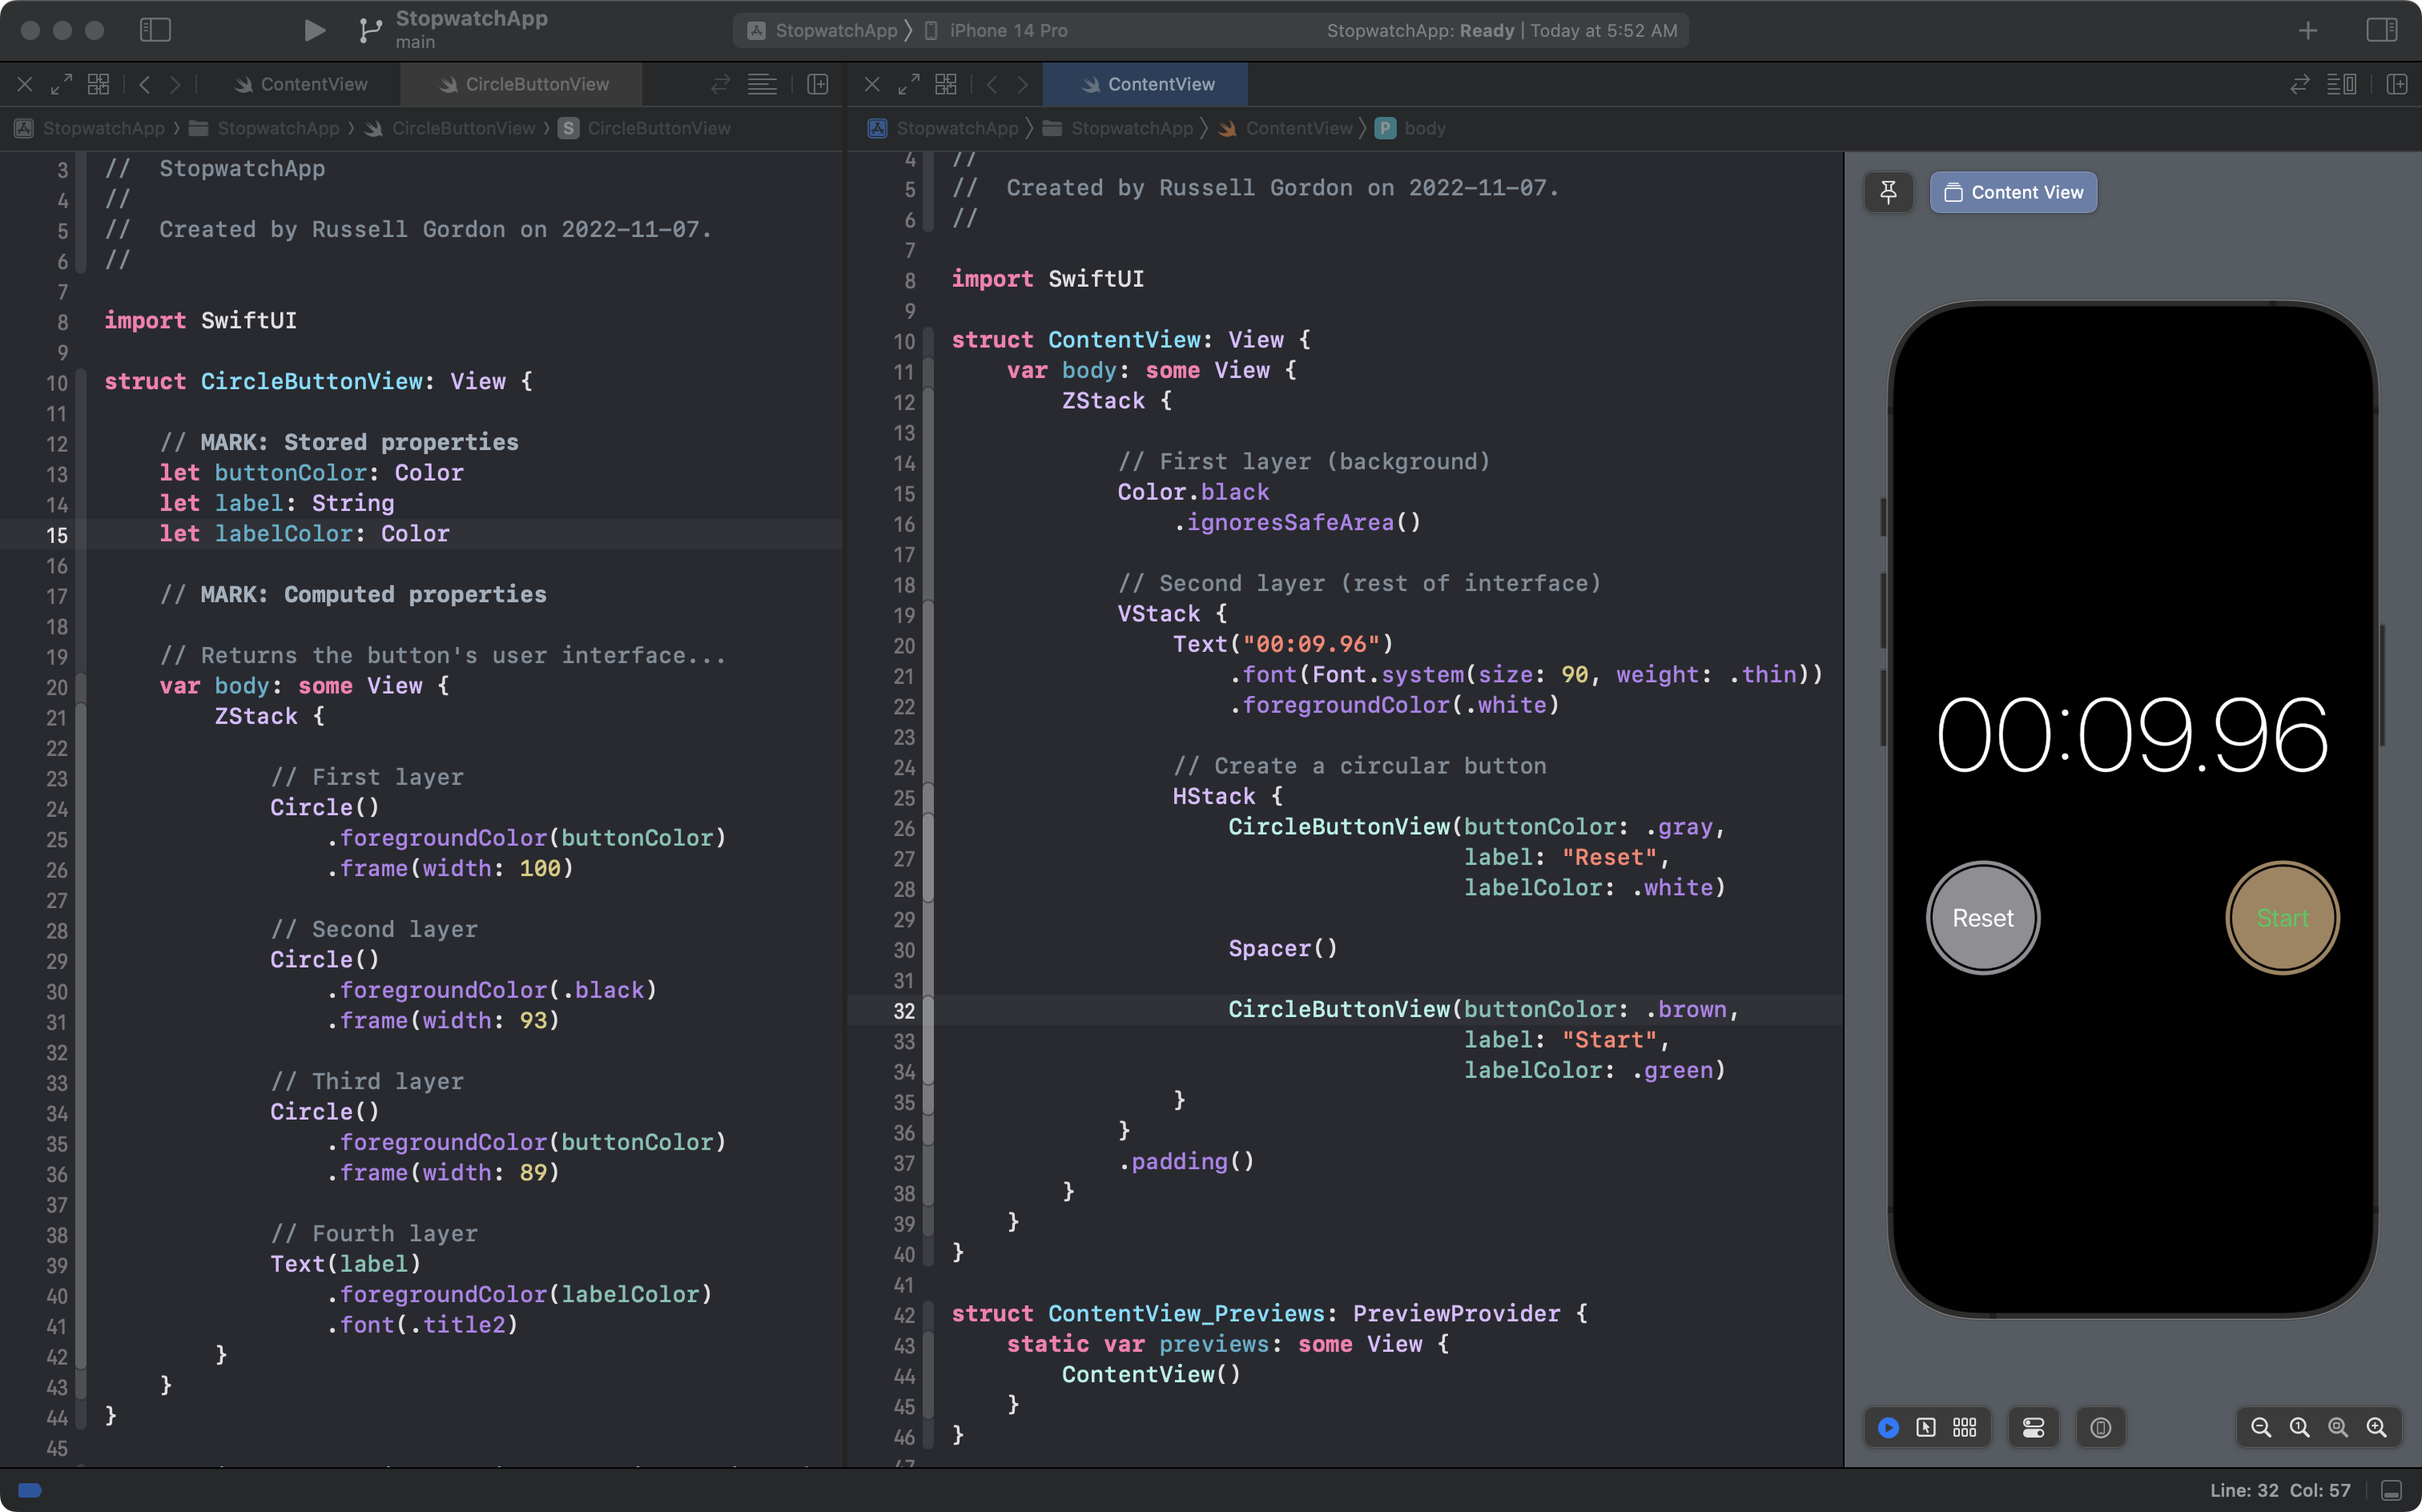 StopwatchApp
main
StopwatchApp
iPhone 14 Pro
StopwatchApp: Ready | Today at 5:52 AM
ContentView
CircleButtonView
StopwatchApp
StopwatchApp
CircleButtonView
S
CircleButtonView
3 //  StopwatchApp
4 //
5 //  Created by Russell Gordon on 2022-11-07.
6 //
7
8 import SwiftUI
9
10 struct CircleButtonView: View {
11
12     // MARK: Stored properties
13     let buttonColor: Color
14     let label: String
15     let labelColor: Color
16
17     // MARK: Computed properties
18
19     // Returns the button's user interface...
20     var body: some View {
21         ZStack {
22
23             // First layer
24             Circle()
25                 .foregroundColor(buttonColor)
26                 .frame(width: 100)
27
28             // Second layer
29             Circle()
30                 .foregroundColor(.black)
31                 .frame(width: 93)
32
33             // Third layer
34             Circle()
35                 .foregroundColor(buttonColor)
36                 .frame(width: 89)
37
38             // Fourth layer
39             Text(label)
40                 .foregroundColor(labelColor)
41                 .font(.title2)
42         }
43     }
44 }
45
ContentView
StopwatchApp
StopwatchApp
ContentView
P
body
4 //
5 //  Created by Russell Gordon on 2022-11-07.
6 //
7
8 import SwiftUI
9
10 struct ContentView: View {
11     var body: some View {
12         ZStack {
13
14             // First layer (background)
15             Color.black
16                 .ignoresSafeArea()
17
18             // Second layer (rest of interface)
19             VStack {
20                 Text("00:09.96")
21                     .font(Font.system(size: 90, weight: .thin))
22                     .foregroundColor(.white)
23
24                 // Create a circular button
25                 HStack {
26                     CircleButtonView(buttonColor: .gray,
27                                      label: "Reset",
28                                      labelColor: .white)
29
30                     Spacer()
31
32                     CircleButtonView(buttonColor: .brown,
33                                      label: "Start",
34                                      labelColor: .green)
35                 }
36             }
37             .padding()
38         }
39     }
40 }
41
42 struct ContentView_Previews: PreviewProvider {
43     static var previews: some View {
44         ContentView()
45     }
46 }
47
Content View
00:09.96
Reset
Start
Line: 32  Col: 57